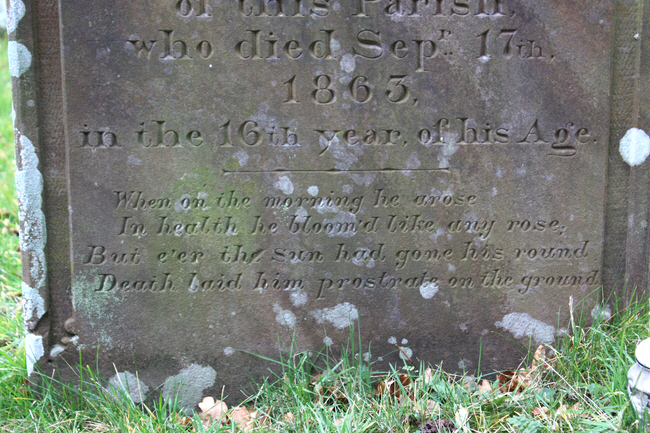 of this Parish,
who died Sepr. 17th,
1863,
in the 16th year, of his Age.
When on the morning he arose
In health he bloom'd like any rose;
But e'er the Sun had gone his round
Death laid him prostrate on the ground